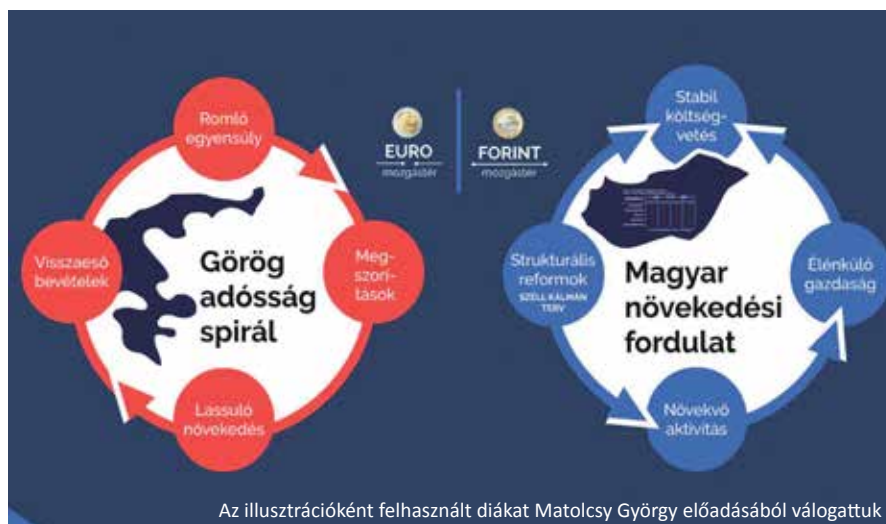 Romló
egyensúly
Visszaeső
bevételek
Görög
adósság
spirál
Meg-
szorí-
tások
Lassuló
növekedés
EURO
mozgástér
FORINT
mozgástér
Stabil
költség-
vetés
Strukturális
reformok
SZÉLL KÁLMÁN
TERV
Magyar
növekedési
fordulat
Élénkülő
gazdaság
Növekvő
aktivitás
Az illusztrációként felhasznált diákat Matolcsy György előadásából válogattuk